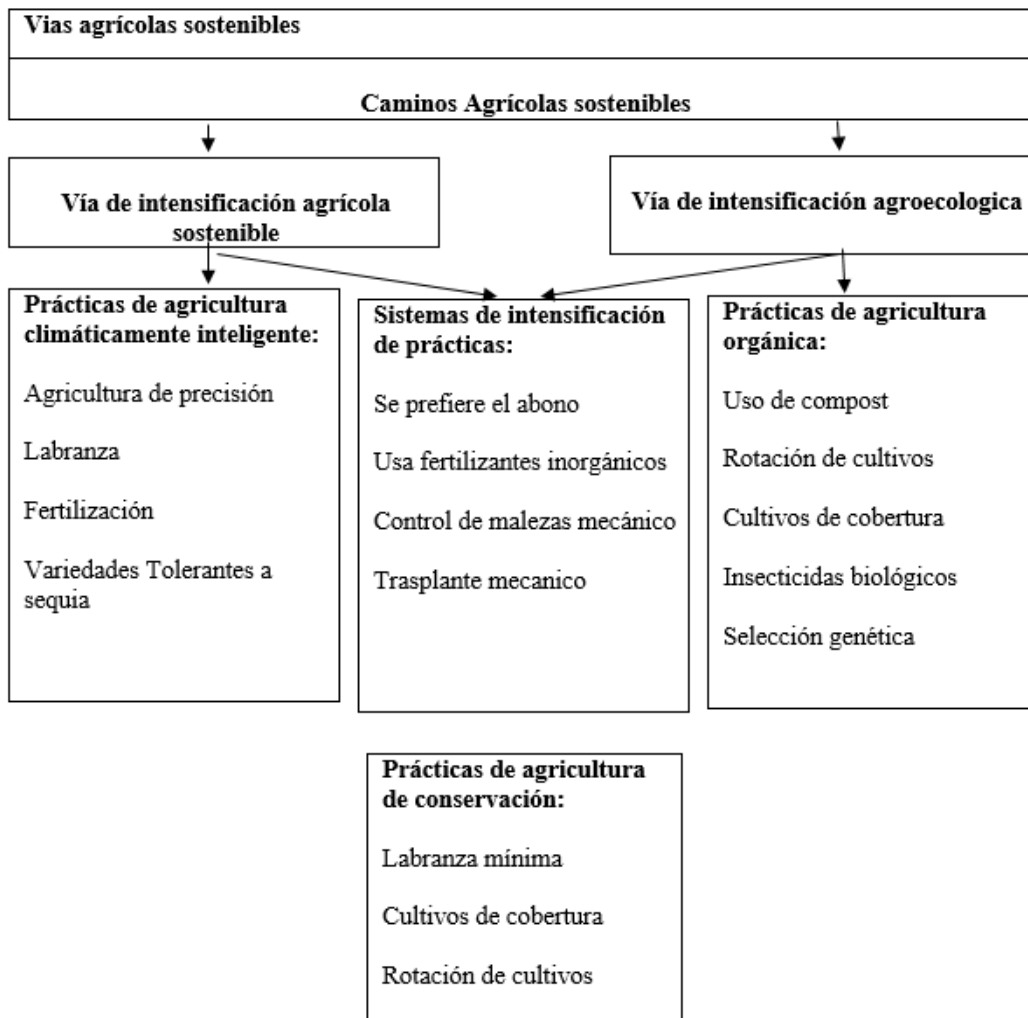 Vias agrícolas sostenibles
Caminos Agrícolas sostenibles
Vía de intensificación agrícola
sostenible
Vía de intensificación agroecologica
Prácticas de agricultura
climáticamente inteligente:
Agricultura de precisión
Labranza
Fertilización
Variedades Tolerantes a
sequia
Sistemas de intensificación
de prácticas:
Se prefiere el abono
Usa fertilizantes inorgánicos
Control de malezas mecánico
Trasplante mecanico
Prácticas de agricultura
orgánica:
Uso de compost
Rotación de cultivos
Cultivos de cobertura
Insecticidas biológicos
Selección genética
Prácticas de agricultura
de conservación:
Labranza mínima
Cultivos de cobertura
Rotación de cultivos